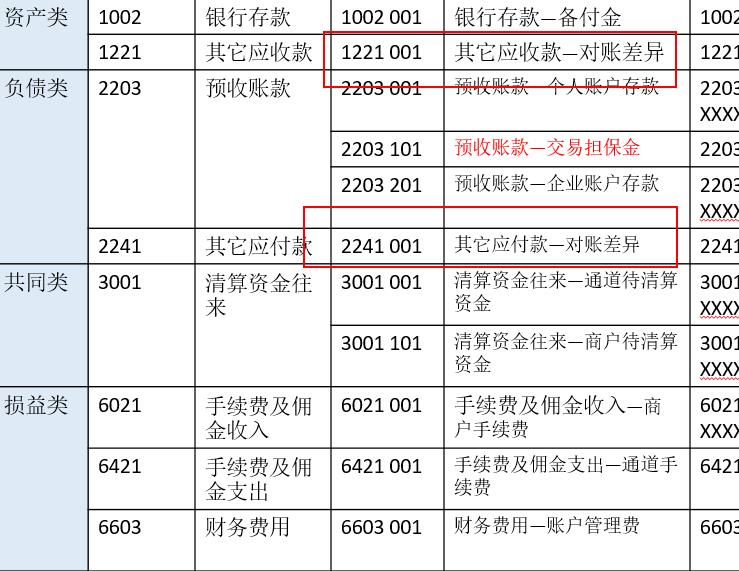 资产类 1002 银行存款 1002 001 银行存款—备付金 1002
1221 其它应收款 1221 001 其它应收款—对账差异 1221
负债类 2203 预收账款 2203 001 预收账款—个人账户存款 2203
XXXX
2203 101 预收账款—交易担保金 2203
2203 201 预收账款—企业账户存款 2203
XXXX
2241 其它应付款 2241 001 其它应付款—对账差异 2241
共同类 3001 清算资金往 3001 001 清算资金往来—通道待清算 3001
来 资金 XXXX
3001 101 清算资金往来—商户待清算 3001
资金 XXXX
损益类 6021 手续费及佣 6021 001 手续费及佣金收入—商 6021
金收入 户手续费 XXXX
6421 手续费及佣 6421 001 手续费及佣金支出—通道手 6421
金支出 续费
6603 财务费用 6603 001 财务费用—账户管理费 6603